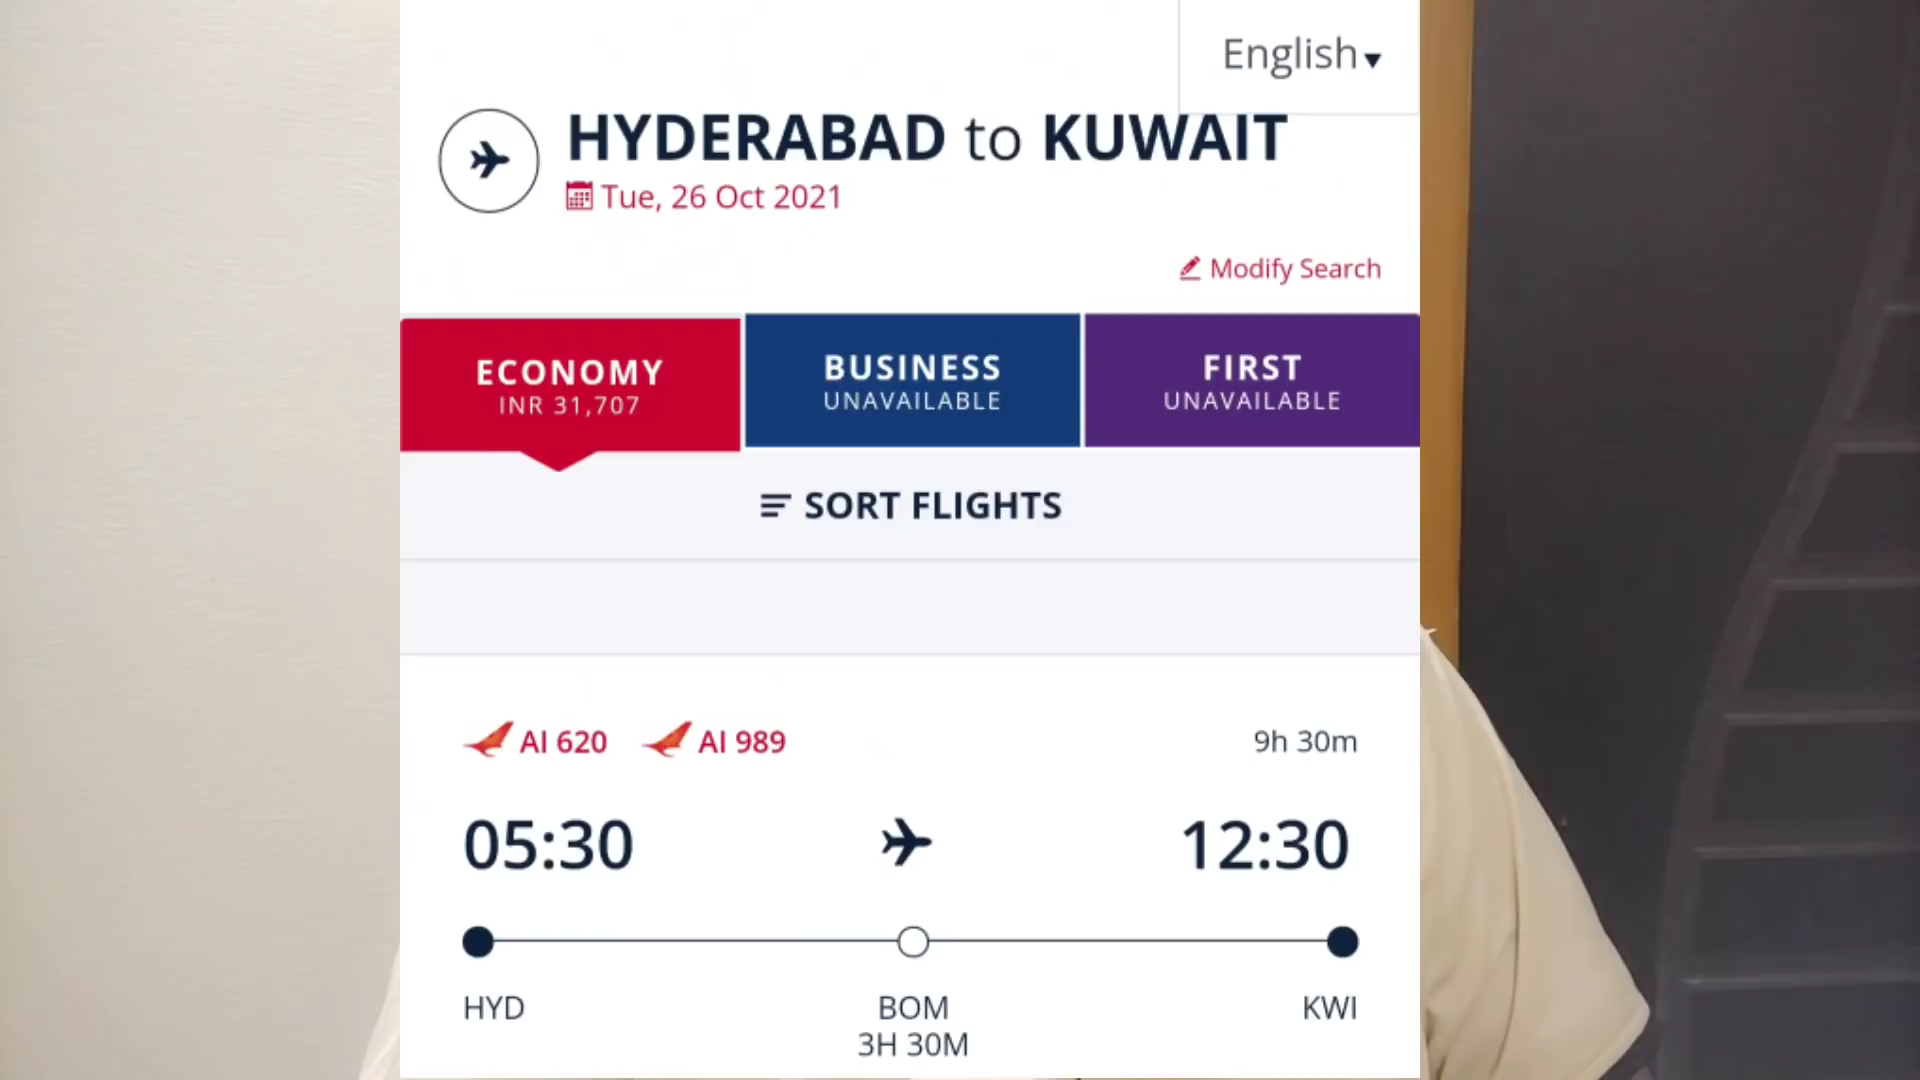 English
HYDERABAD to KUWAIT
Tue, 26 Oct 2021
Modify Search
ECONOMY
INR 31,707
BUSINESS
UNAVAILABLE
FIRST
UNAVAILABLE
SORT FLIGHTS
AI 620 AI 989 9h 30m
05:30 12:30
HYD BOM KWI
3H 30M